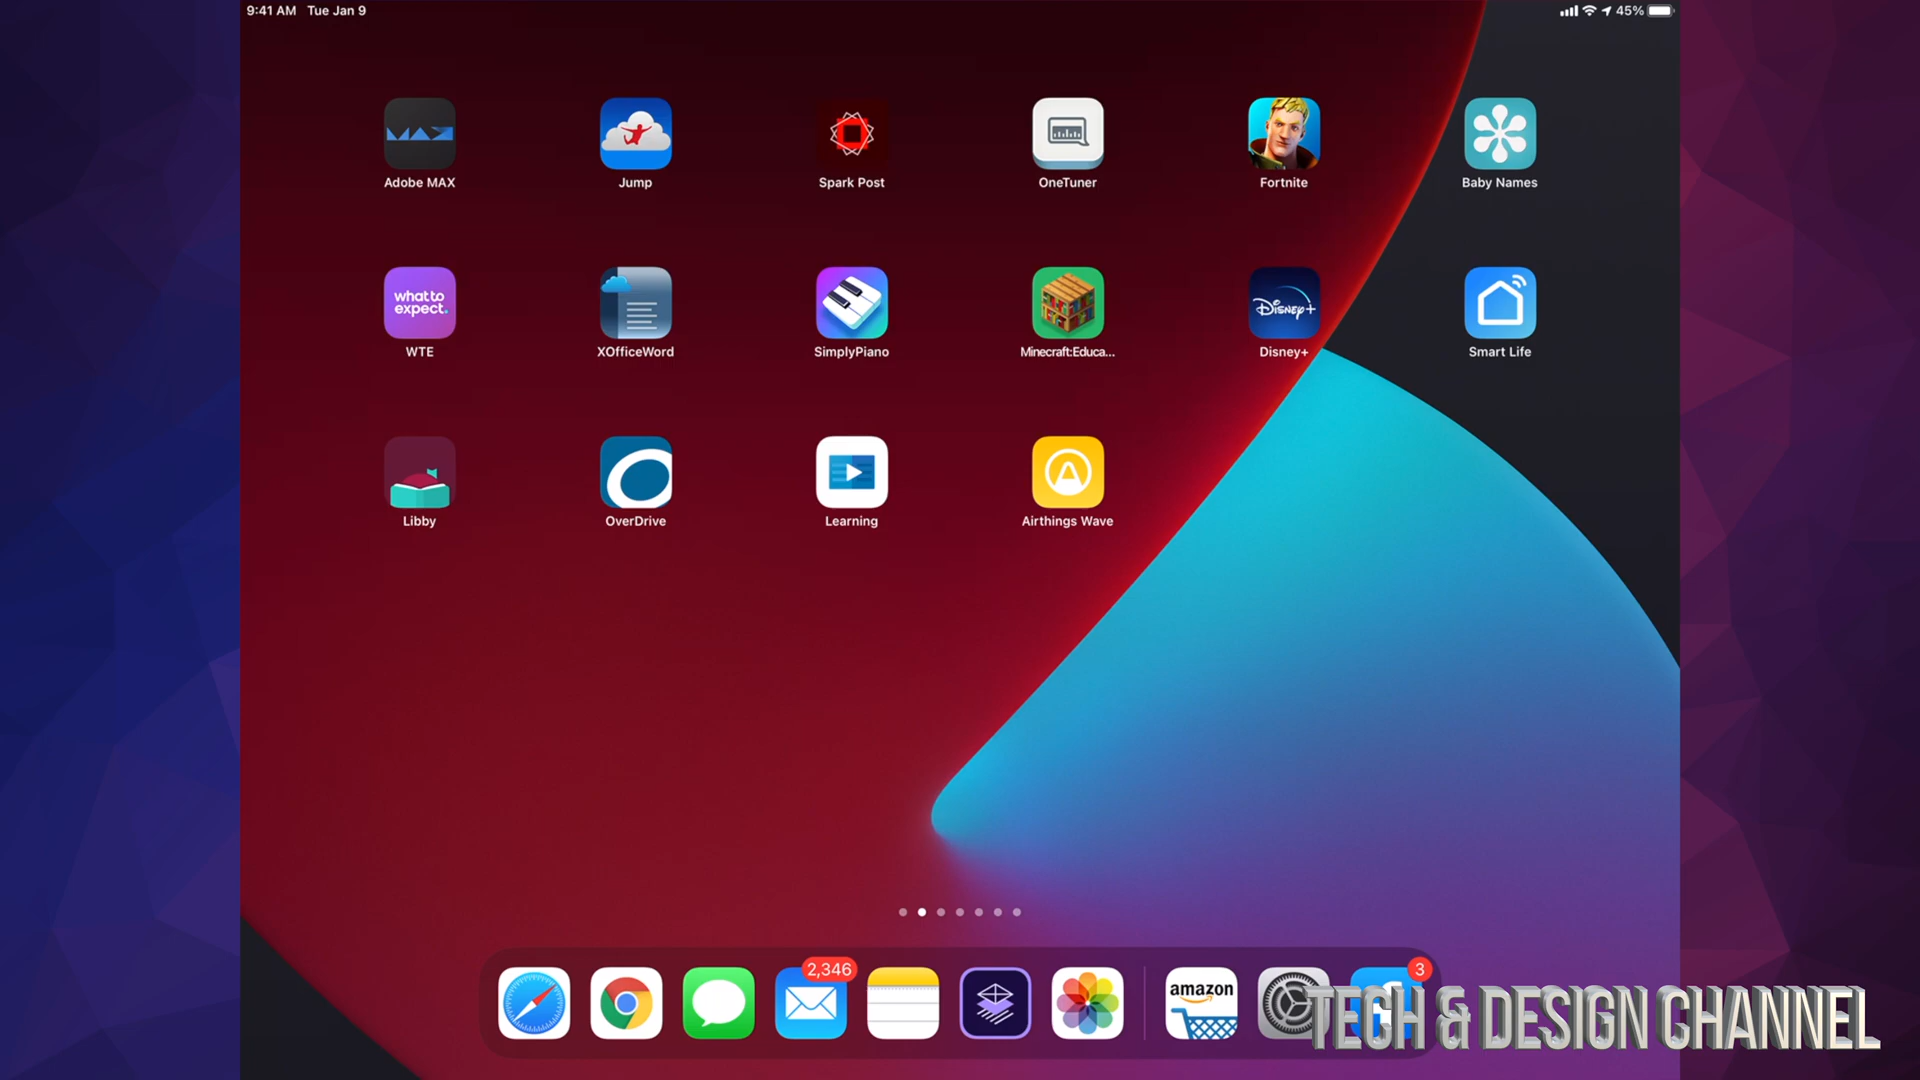 9:41 AM Tue Jan 9
45%
Adobe MAX
Jump
Spark Post
OneTuner
Fortnite
Baby Names
what to
expect.
Disney+
WTE
XOfficeWord
SimplyPiano
Minecraft:Educa...
Disney+
Smart Life
Libby
OverDrive
Learning
Airthings Wave
2,346
amazon
3
TECH & DESIGN CHANNEL